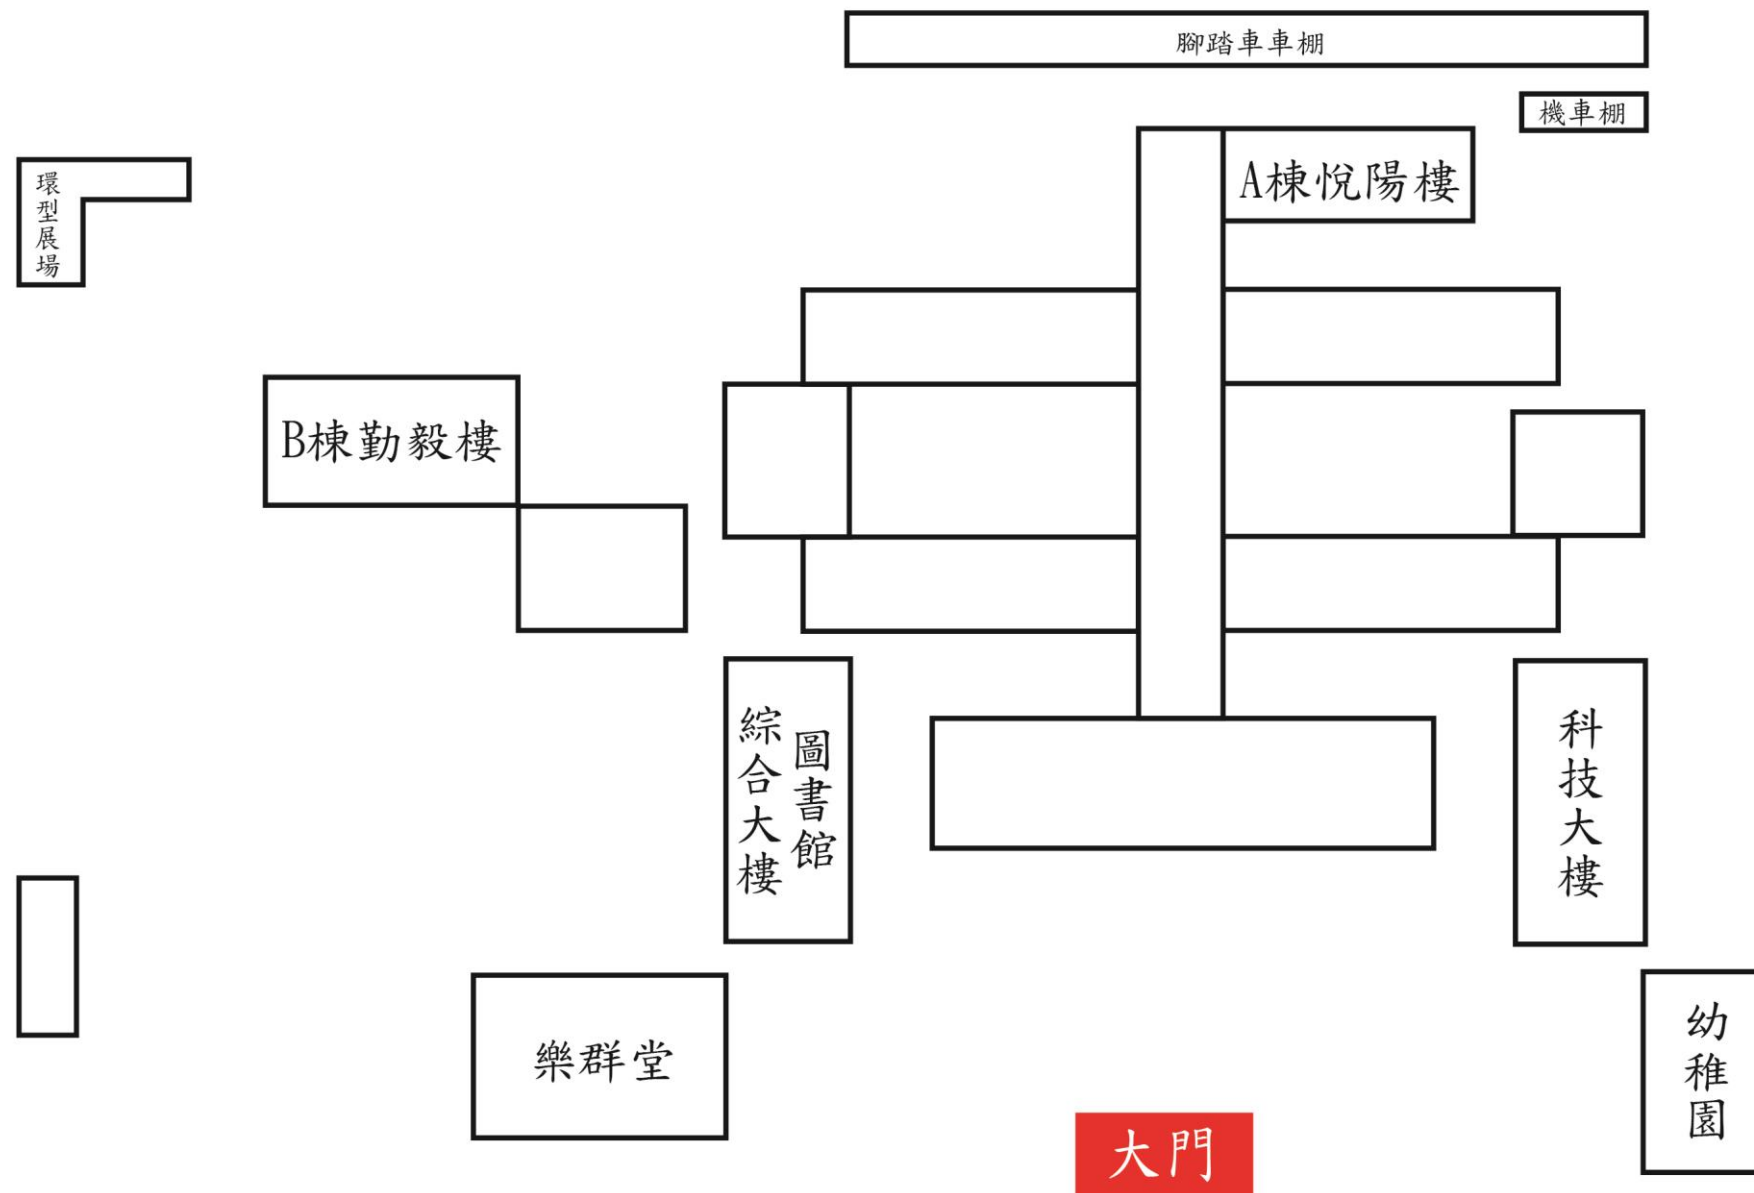 腳踏車車棚
機車棚
A棟悅陽樓
環型展場
B棟勤毅樓
圖書館
綜合大樓
科技大樓
樂群堂
幼稚園
大門